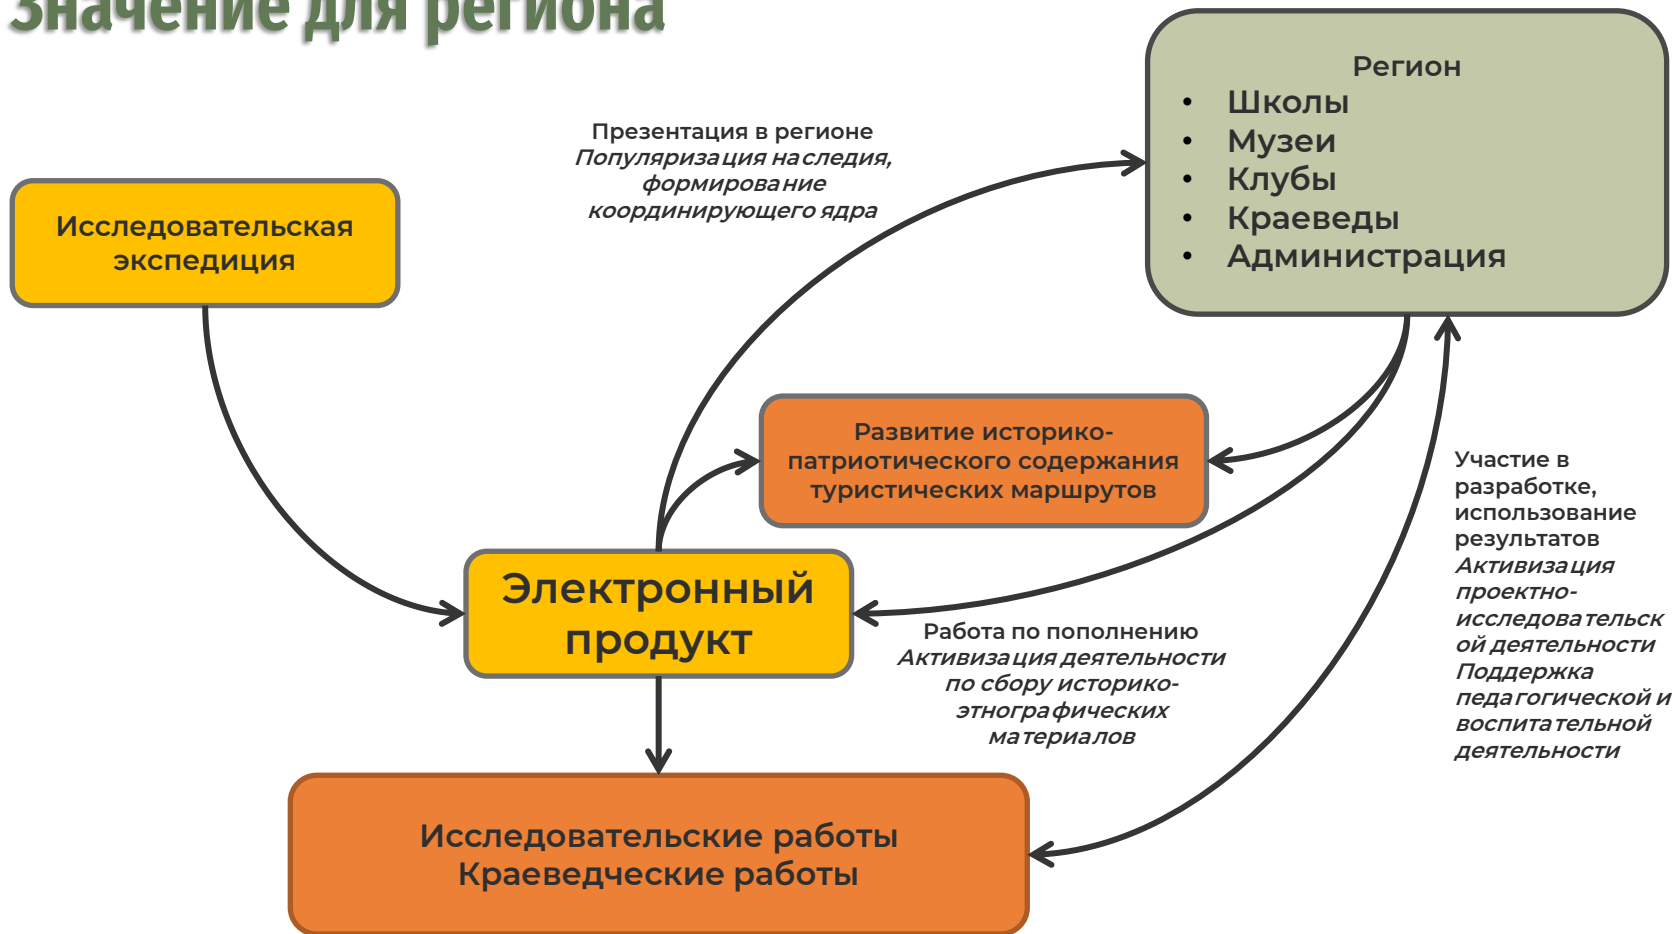 Значение для региона
Регион
• Школы
• Музеи
• Клубы
• Краеведы
• Администрация
Презентация в регионе
Популяризация наследия,
формирование
координирующего ядра
Исследовательская
экспедиция
Развитие историко-
патриотического содержания
туристических маршрутов
Участие в
разработке,
использование
результатов
Активизация
проектно-
исследовательск
ой деятельности
Поддержка
педагогической и
воспитательной
деятельности
Электронный
продукт
Работа по пополнению
Активизация деятельности
по сбору историко-
этнографических
материалов
Исследовательские работы
Краеведческие работы